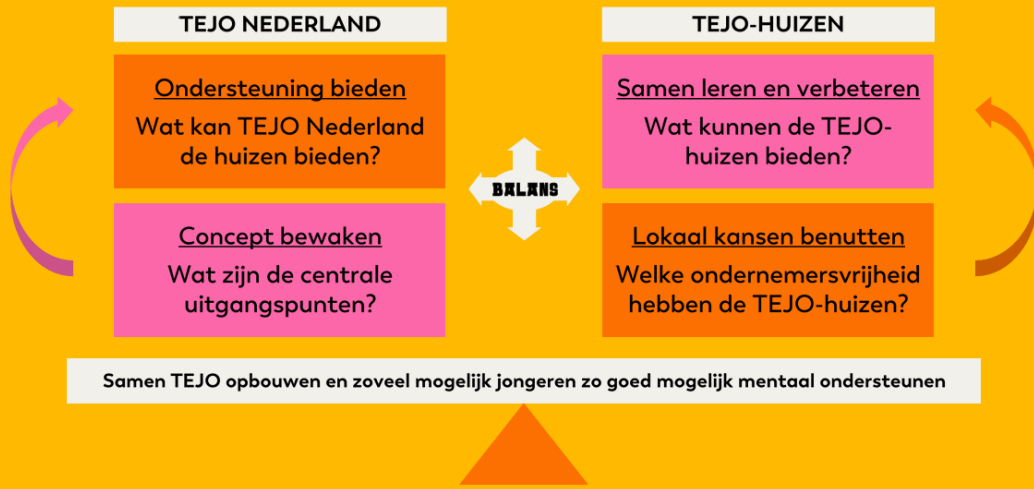 TEJO NEDERLAND
Ondersteuning bieden
Wat kan TEJO Nederland
de huizen bieden?
Concept bewaken
Wat zijn de centrale
uitgangspunten?
BALANS
TEJO-HUIZEN
Samen leren en verbeteren
Wat kunnen de TEJO-
huizen bieden?
Lokaal kansen benutten
Welke ondernemersvrijheid
hebben de TEJO-huizen?
Samen TEJO opbouwen en zoveel mogelijk jongeren zo goed mogelijk mentaal ondersteunen